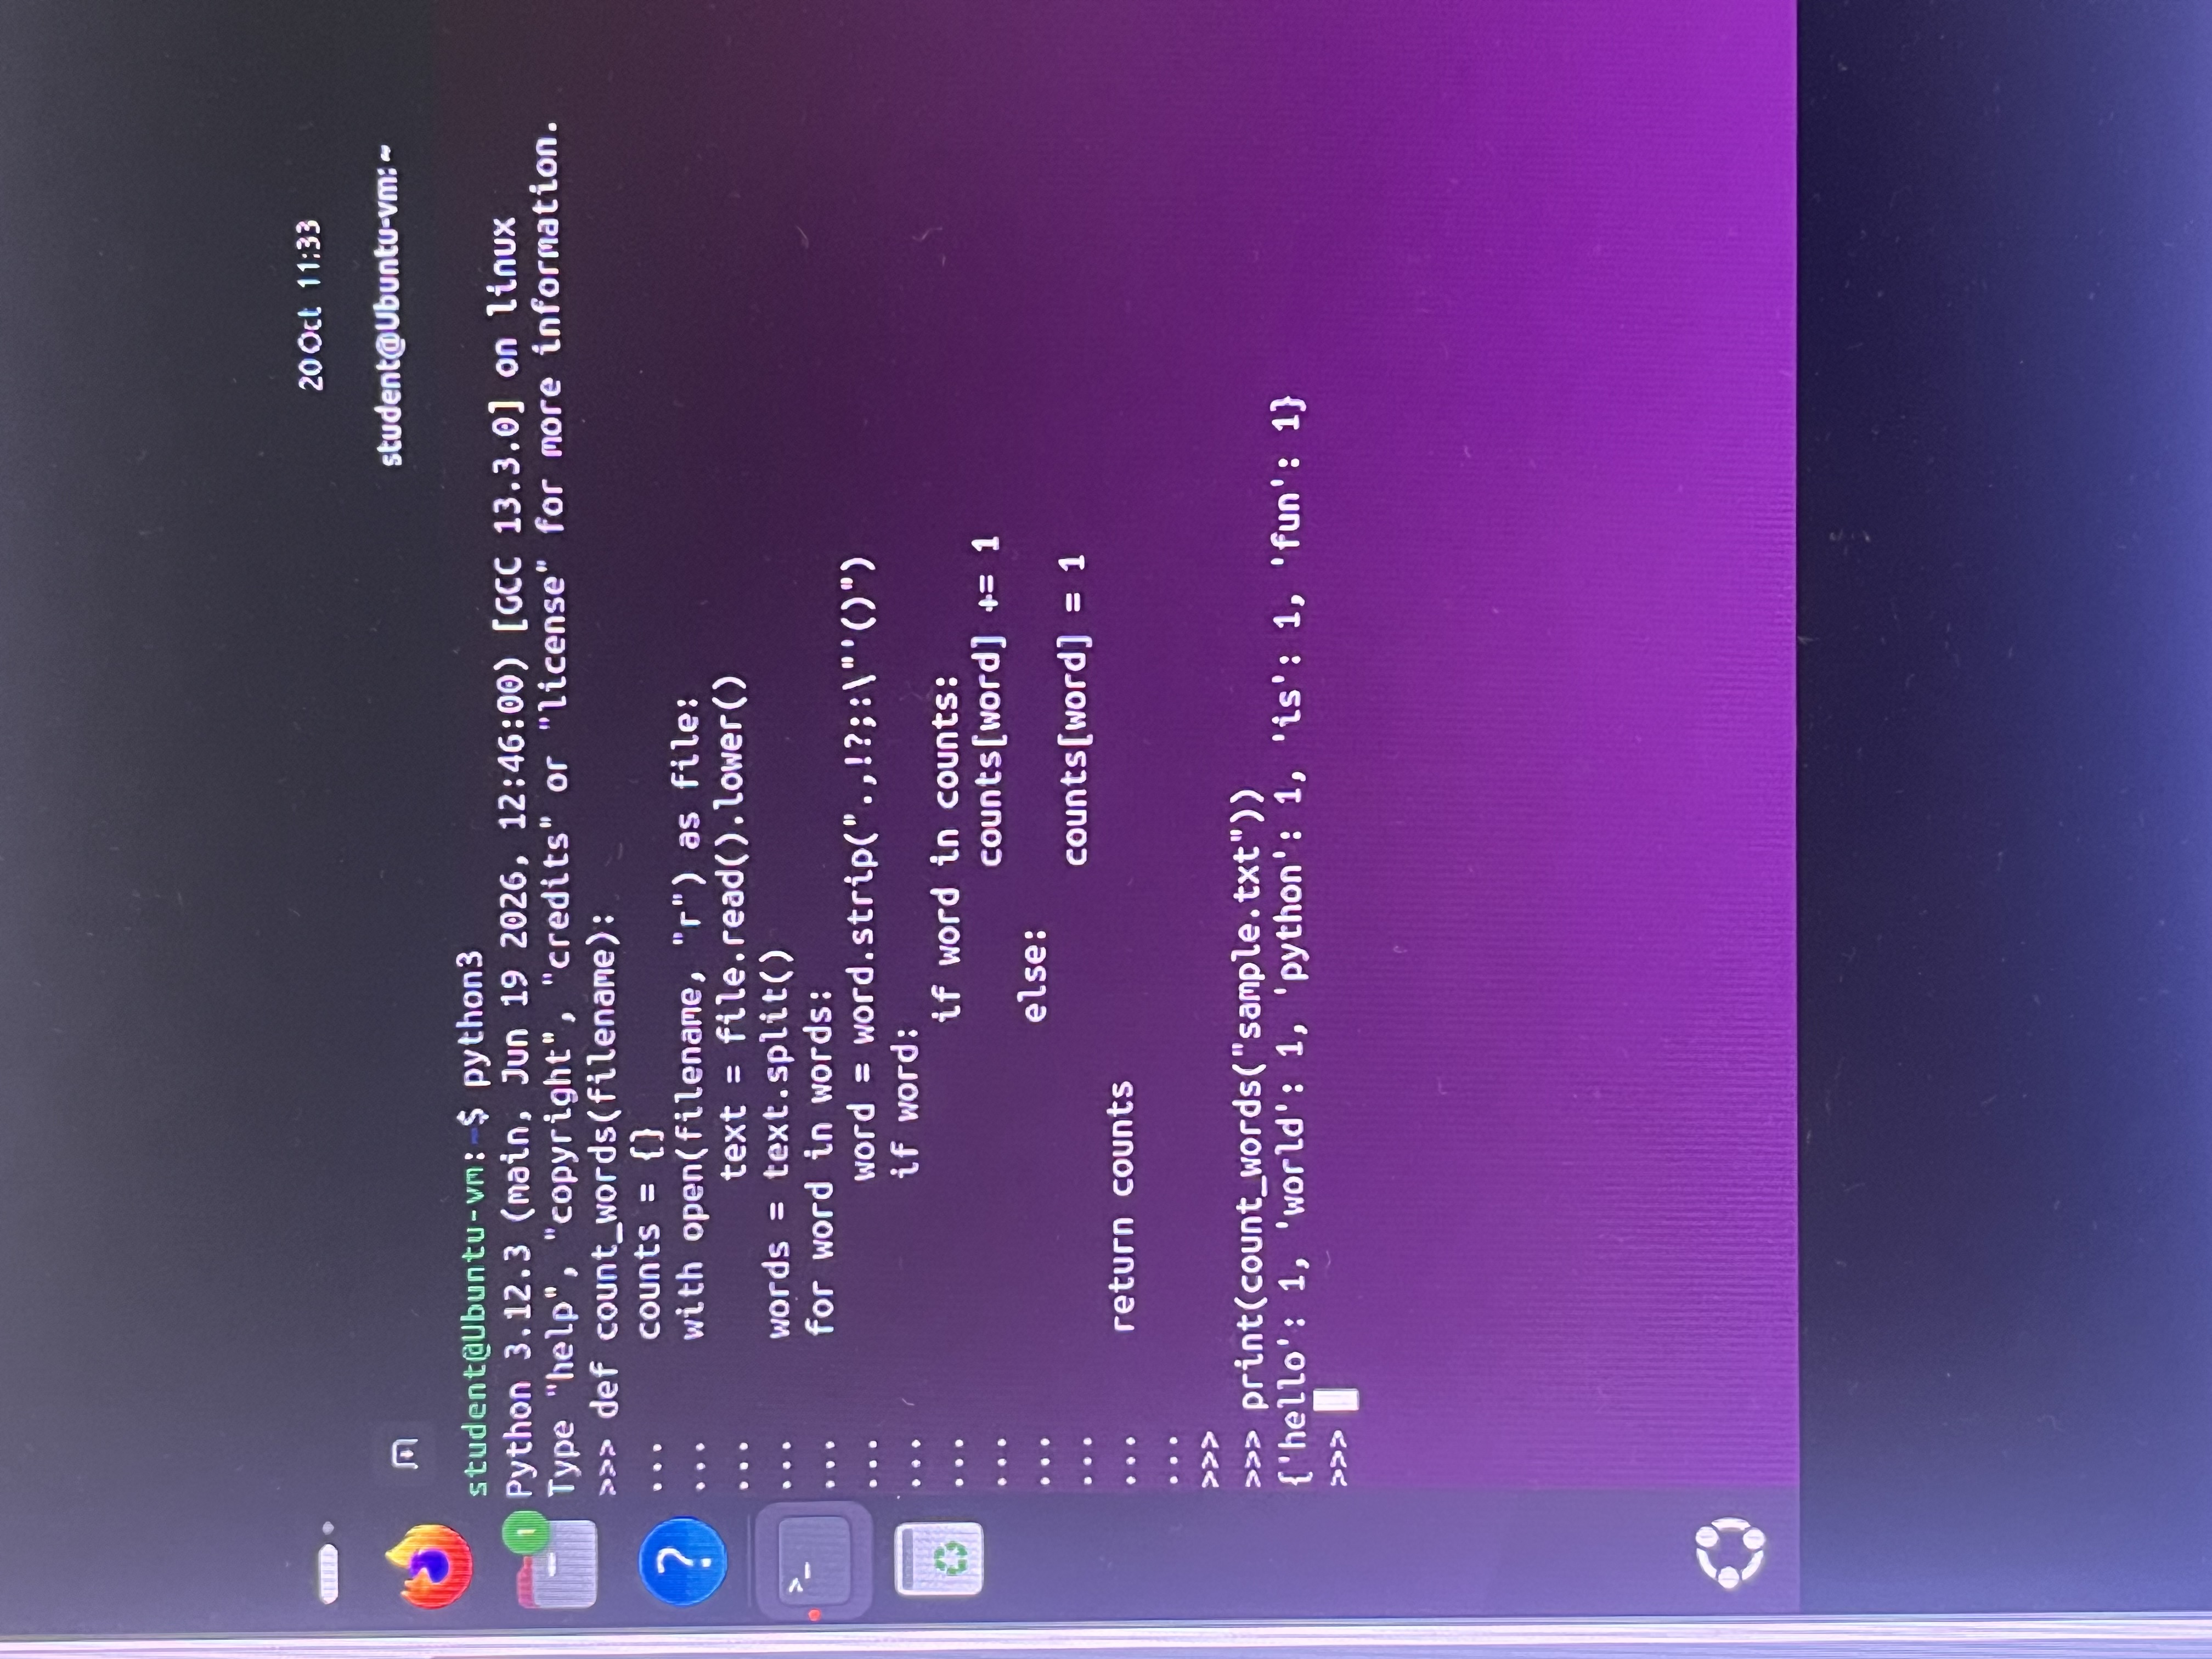 20 Oct 11:33
student@Ubuntu-vm: ~
student@Ubuntu-vm:~$ python3
1
Python 3.12.3 (main, Jun 19 2026, 12:46:00) [GCC 13.3.0] on linux
Type "help", "copyright", "credits" or "license" for more information.
>>> def count_words(filename):
...     counts = {}
...     with open(filename, "r") as file:
...             text = file.read().lower()
...     words = text.split()
...     for word in words:
...             word = word.strip(".,!?;:\"'()")
...             if word:
...                     if word in counts:
...                             counts[word] += 1
...                     else:
...                             counts[word] = 1
...     return counts
...
>>>
>>> print(count_words("sample.txt"))
{'hello': 1, 'world': 1, 'python': 1, 'is': 1, 'fun': 1}
>>>